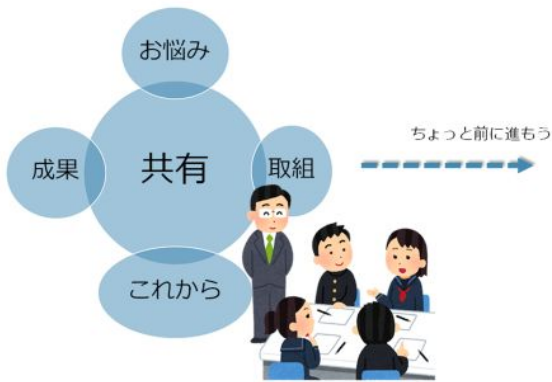 お悩み
成果
共有
取組
これから
ちょっと前に進もう